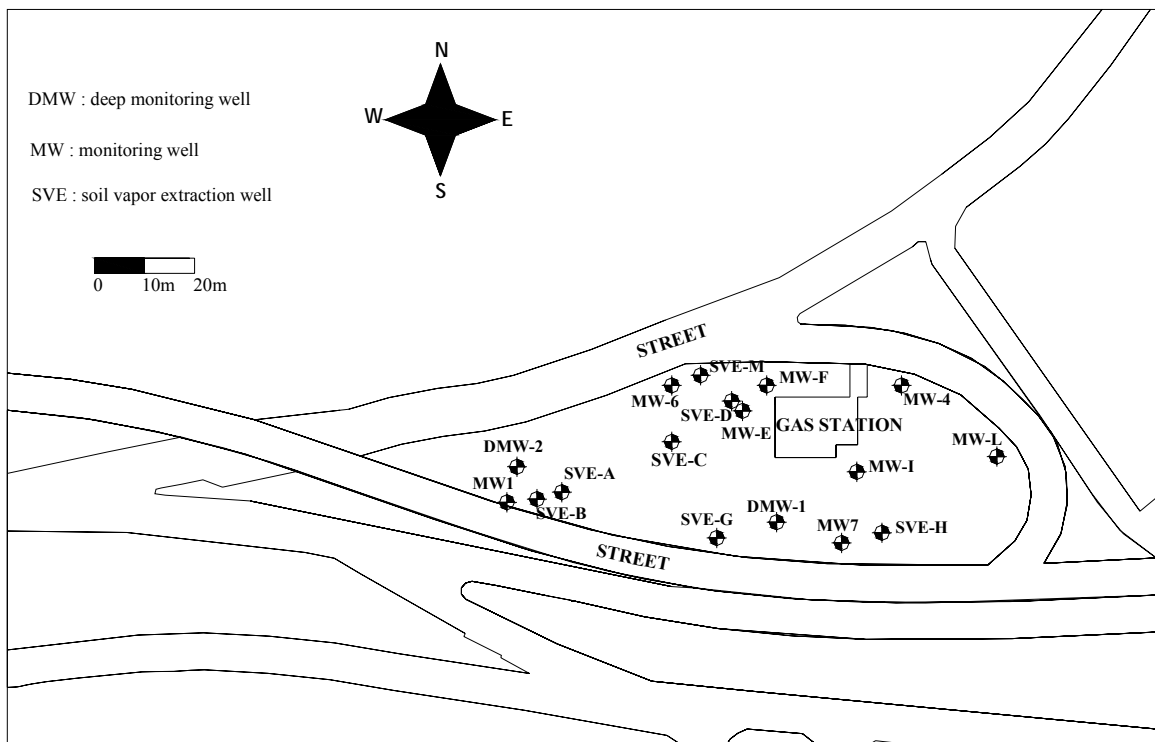 N
W
E
S
DMW : deep monitoring well
MW : monitoring well
SVE : soil vapor extraction well
0 10m 20m
STREET
SVE-M
MW-F
MW-6
MW-4
SVE-D
MW-E
GAS STATION
SVE-C
MW-L
DMW-2
MW-I
SVE-A
MW1
SVE-B
DMW-1
SVE-G
MW7
SVE-H
STREET